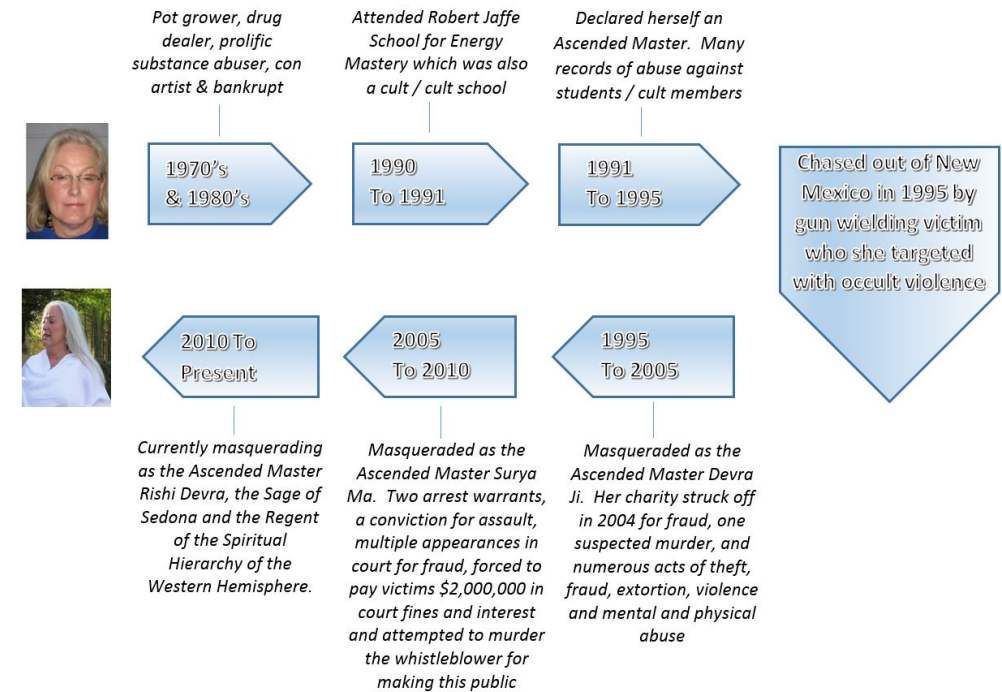 Pot grower, drug
dealer, prolific
substance abuser, con
artist & bankrupt
Attended Robert Jaffe
School for Energy
Mastery which was also
a cult / cult school
Declared herself an
Ascended Master.  Many
records of abuse against
students / cult members
1970's
& 1980's
1990
To 1991
1991
To 1995
Chased out of New
Mexico in 1995 by
gun wielding victim
who she targeted
with occult violence
2010 To
Present
2005
To 2010
1995
To 2005
Currently masquerading
as the Ascended Master
Rishi Devra, the Sage of
Sedona and the Regent
of the Spiritual
Hierarchy of the
Western Hemisphere.
Masqueraded as the
Ascended Master Surya
Ma.  Two arrest warrants,
a conviction for assault,
multiple appearances in
court for fraud, forced to
pay victims $2,000,000 in
court fines and interest
and attempted to murder
the whistleblower for
making this public
Masqueraded as the
Ascended Master Devra
Ji.  Her charity struck off
in 2004 for fraud, one
suspected murder, and
numerous acts of theft,
fraud, extortion, violence
and mental and physical
abuse